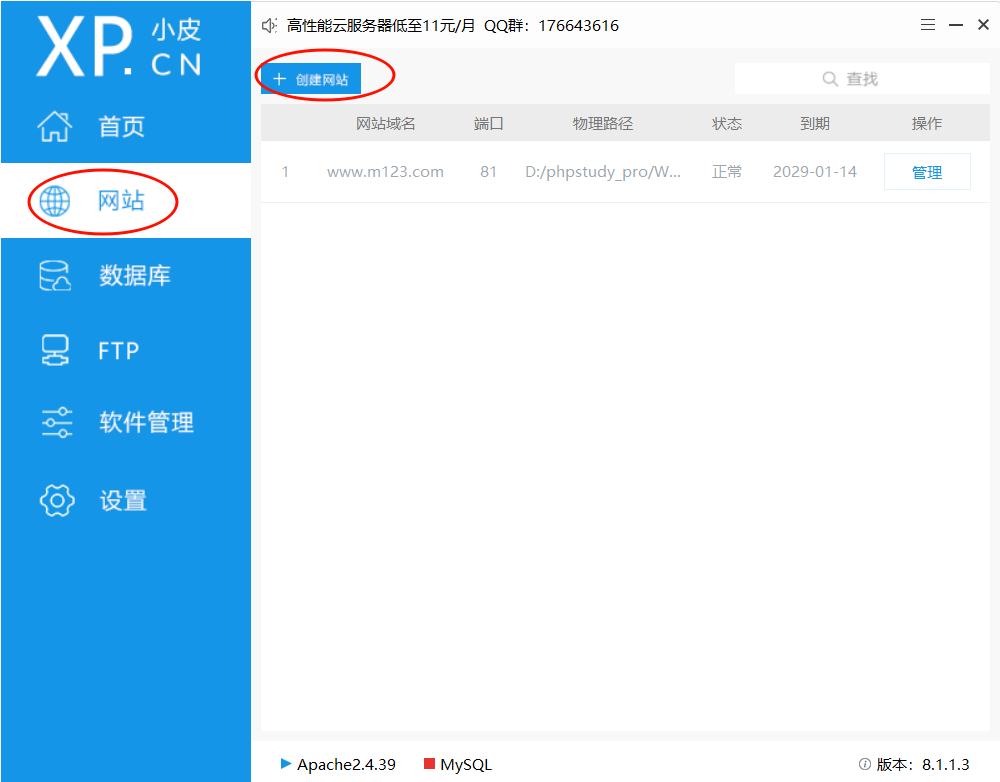 XP.CN 小皮
高性能云服务器低至11元/月 QQ群：176643616
创建网站
查找
首页
网站
数据库
FTP
软件管理
设置
网站域名 端口 物理路径 状态 到期 操作
1 www.m123.com 81 D:/phpstudy_pro/W... 正常 2029-01-14 管理
Apache2.4.39 MySQL 版本：8.1.1.3